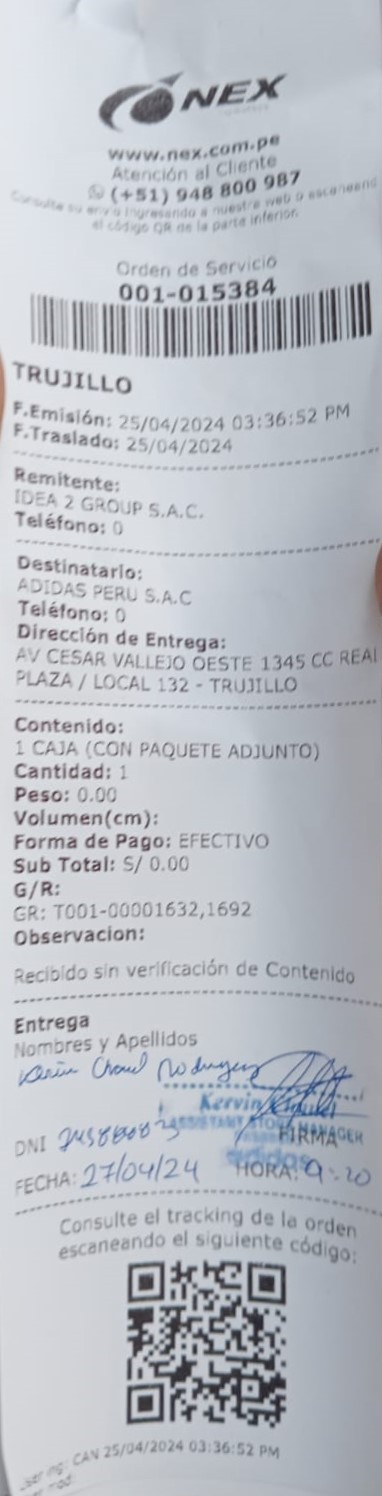 NEX
www.nex.com.pe
Atención al Cliente
(+51) 948 800 987
Consulte su envío ingresando a nuestra web o escaneand
el código QR de la parte inferior
Orden de Servicio
001-015384
TRUJILLO
F.Emisión: 25/04/2024 03:36:52 PM
F.Traslado: 25/04/2024
Remitente:
IDEA 2 GROUP S.A.C.
Teléfono: 0
Destinatario:
ADIDAS PERU S.A.C
Teléfono: 0
Dirección de Entrega:
AV CESAR VALLEJO OESTE 1345 CC REAL
PLAZA / LOCAL 132 - TRUJILLO
Contenido:
1 CAJA (CON PAQUETE ADJUNTO)
Cantidad: 1
Peso: 0.00
Volumen(cm):
Forma de Pago: EFECTIVO
Sub Total: S/ 0.00
G/R:
GR: T001-00001632,1692
Observacion:
Recibido sin verificación de Contenido
Entrega
Nombres y Apellidos
Kervin
ASSISTANT STORE MANAGER
DNI
FIRMA
adidas
FECHA: 27/04/24 HORA: 9:20
Consulte el tracking de la orden
escaneando el siguiente código:
CAN 25/04/2024 03:36:52 PM